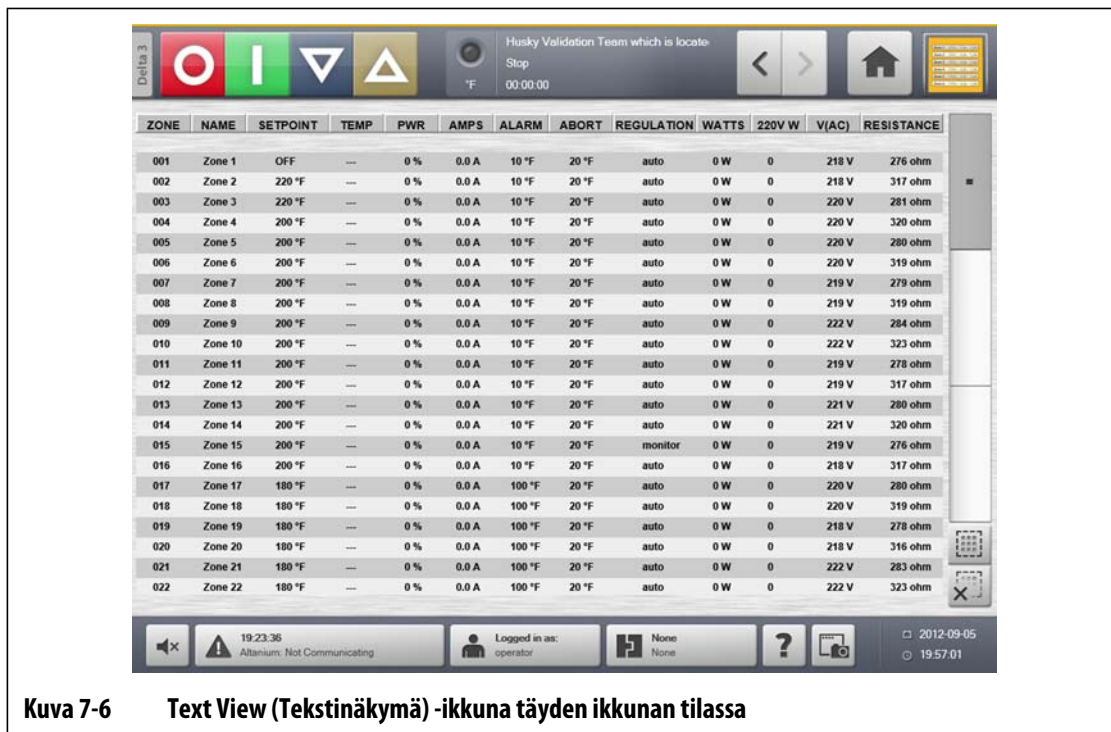 Delta 3
°F
Husky Validation Team which is locate
Stop
00:00:00
ZONE NAME SETPOINT TEMP PWR AMPS ALARM ABORT REGULATION WATTS 220V W V(AC) RESISTANCE
001 Zone 1 OFF --- 0 % 0.0 A 10 °F 20 °F auto 0 W 0 218 V 276 ohm
002 Zone 2 220 °F --- 0 % 0.0 A 10 °F 20 °F auto 0 W 0 218 V 317 ohm
003 Zone 3 220 °F --- 0 % 0.0 A 10 °F 20 °F auto 0 W 0 220 V 281 ohm
004 Zone 4 200 °F --- 0 % 0.0 A 10 °F 20 °F auto 0 W 0 220 V 320 ohm
005 Zone 5 200 °F --- 0 % 0.0 A 10 °F 20 °F auto 0 W 0 220 V 280 ohm
006 Zone 6 200 °F --- 0 % 0.0 A 10 °F 20 °F auto 0 W 0 220 V 319 ohm
007 Zone 7 200 °F --- 0 % 0.0 A 10 °F 20 °F auto 0 W 0 219 V 279 ohm
008 Zone 8 200 °F --- 0 % 0.0 A 10 °F 20 °F auto 0 W 0 219 V 319 ohm
009 Zone 9 200 °F --- 0 % 0.0 A 10 °F 20 °F auto 0 W 0 222 V 284 ohm
010 Zone 10 200 °F --- 0 % 0.0 A 10 °F 20 °F auto 0 W 0 222 V 323 ohm
011 Zone 11 200 °F --- 0 % 0.0 A 10 °F 20 °F auto 0 W 0 219 V 278 ohm
012 Zone 12 200 °F --- 0 % 0.0 A 10 °F 20 °F auto 0 W 0 219 V 317 ohm
013 Zone 13 200 °F --- 0 % 0.0 A 10 °F 20 °F auto 0 W 0 221 V 280 ohm
014 Zone 14 200 °F --- 0 % 0.0 A 10 °F 20 °F auto 0 W 0 221 V 320 ohm
015 Zone 15 200 °F --- 0 % 0.0 A 10 °F 20 °F monitor 0 W 0 219 V 276 ohm
016 Zone 16 200 °F --- 0 % 0.0 A 10 °F 20 °F auto 0 W 0 218 V 317 ohm
017 Zone 17 180 °F --- 0 % 0.0 A 100 °F 20 °F auto 0 W 0 220 V 280 ohm
018 Zone 18 180 °F --- 0 % 0.0 A 100 °F 20 °F auto 0 W 0 220 V 319 ohm
019 Zone 19 180 °F --- 0 % 0.0 A 100 °F 20 °F auto 0 W 0 218 V 278 ohm
020 Zone 20 180 °F --- 0 % 0.0 A 100 °F 20 °F auto 0 W 0 218 V 316 ohm
021 Zone 21 180 °F --- 0 % 0.0 A 100 °F 20 °F auto 0 W 0 222 V 283 ohm
022 Zone 22 180 °F --- 0 % 0.0 A 100 °F 20 °F auto 0 W 0 222 V 323 ohm
19:23:36
Altanium: Not Communicating
Logged in as:
operator
None
None
?
2012-09-05
19:57:01
Kuva 7-6 Text View (Tekstinäkymä) -ikkuna täyden ikkunan tilassa